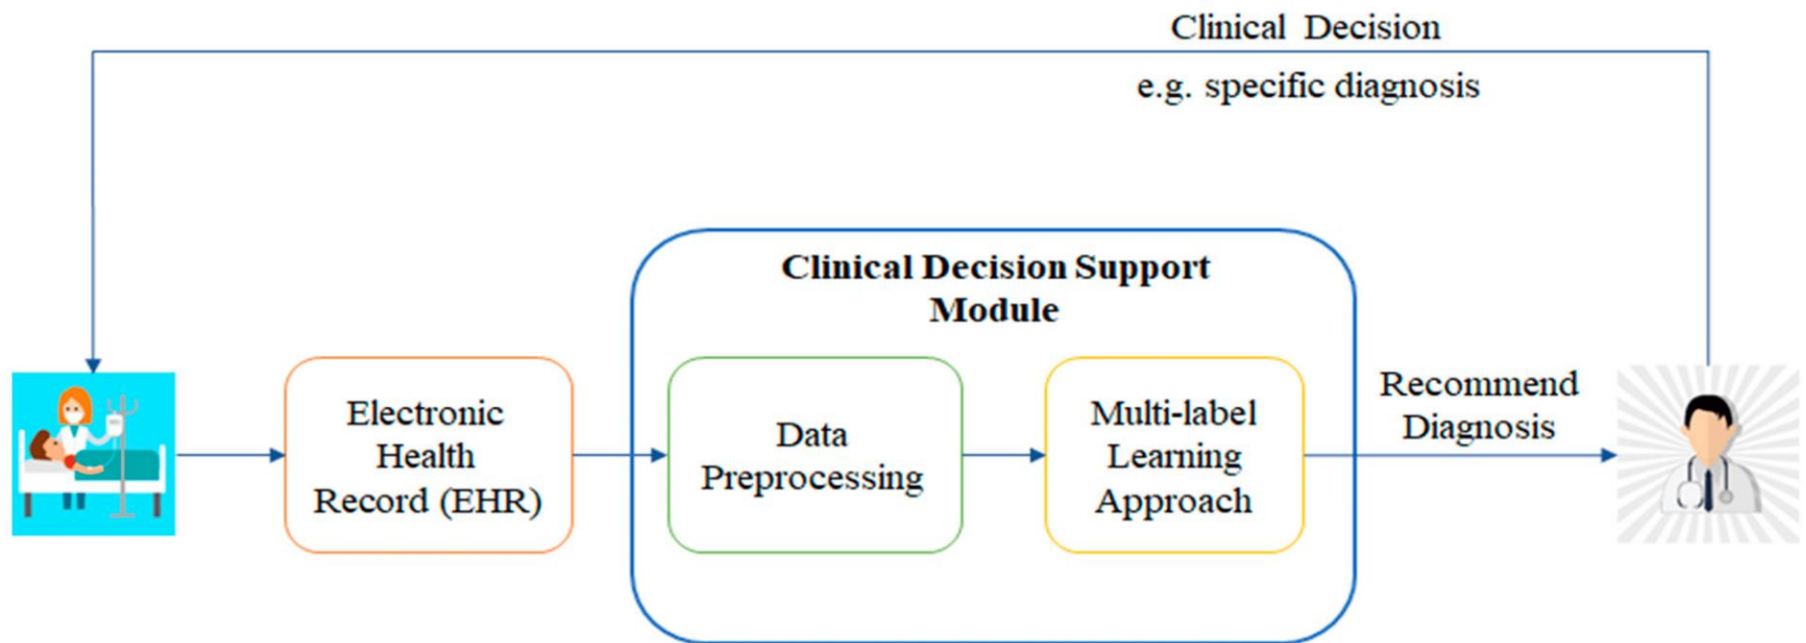 Clinical Decision
e.g. specific diagnosis
Clinical Decision Support
Module
Electronic
Health
Record (EHR)
Data
Preprocessing
Multi-label
Learning
Approach
Recommend
Diagnosis